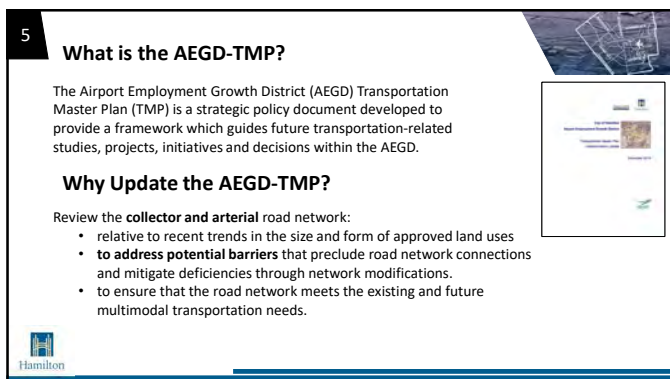 5
What is the AEGD-TMP?
The Airport Employment Growth District (AEGD) Transportation
Master Plan (TMP) is a strategic policy document developed to
provide a framework which guides future transportation-related
studies, projects, initiatives and decisions within the AEGD.
Why Update the AEGD-TMP?
Review the collector and arterial road network:
• relative to recent trends in the size and form of approved land uses
• to address potential barriers that preclude road network connections
and mitigate deficiencies through network modifications.
• to ensure that the road network meets the existing and future
multimodal transportation needs.
Hamilton